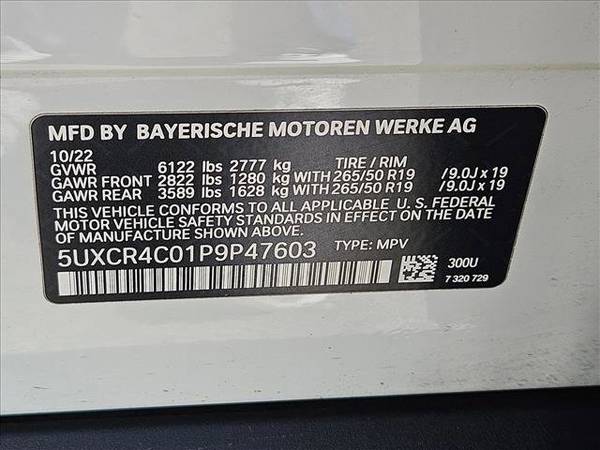 MFD BY BAYERISCHE MOTOREN WERKE AG
10/22
GVWR 6122 lbs 2777 kg TIRE / RIM
GAWR FRONT 2822 lbs 1280 kg WITH 265/50 R19 /9.0J x 19
GAWR REAR 3589 lbs 1628 kg WITH 265/50 R19 /9.0J x 19
THIS VEHICLE CONFORMS TO ALL APPLICABLE U. S. FEDERAL
MOTOR VEHICLE SAFETY STANDARDS IN EFFECT ON THE
DATE OF MANUFACTURE SHOWN ABOVE.
5UXCR4C01P9P47603 TYPE: MPV
300U
7 320 729